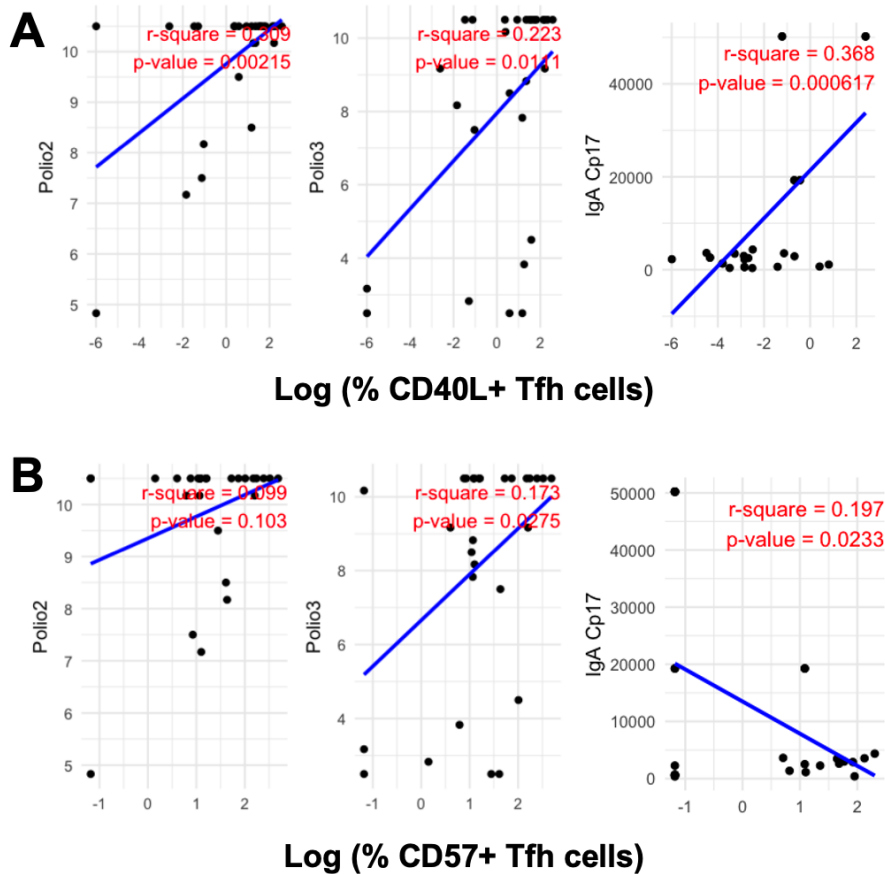 A
r-square = 0.309
p-value = 0.00215
Polio2
10
9
8
7
6
5
-6 -4 -2 0 2
r-square = 0.223
p-value = 0.0111
Polio3
10
8
6
4
-6 -4 -2 0 2
r-square = 0.368
p-value = 0.000617
IgA Cp17
40000
20000
0
-6 -4 -2 0 2
Log (% CD40L+ Tfh cells)
B
r-square = 0.099
p-value = 0.103
Polio2
10
9
8
7
6
5
-1 0 1 2
r-square = 0.173
p-value = 0.0275
Polio3
10
8
6
4
-1 0 1 2
r-square = 0.197
p-value = 0.0233
IgA Cp17
50000
40000
30000
20000
10000
0
-1 0 1 2
Log (% CD57+ Tfh cells)